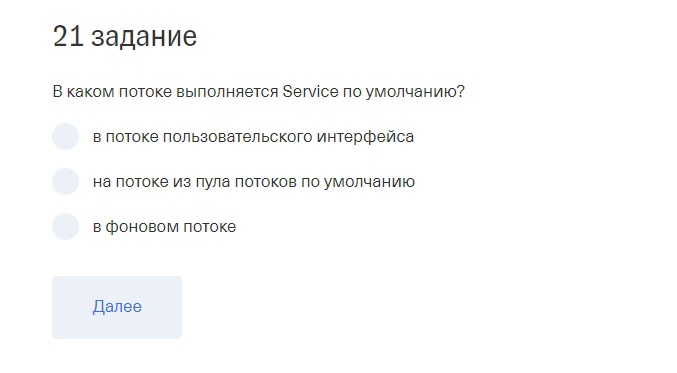 21 задание
В каком потоке выполняется Service по умолчанию?
в потоке пользовательского интерфейса
на потоке из пула потоков по умолчанию
в фоновом потоке
Далее